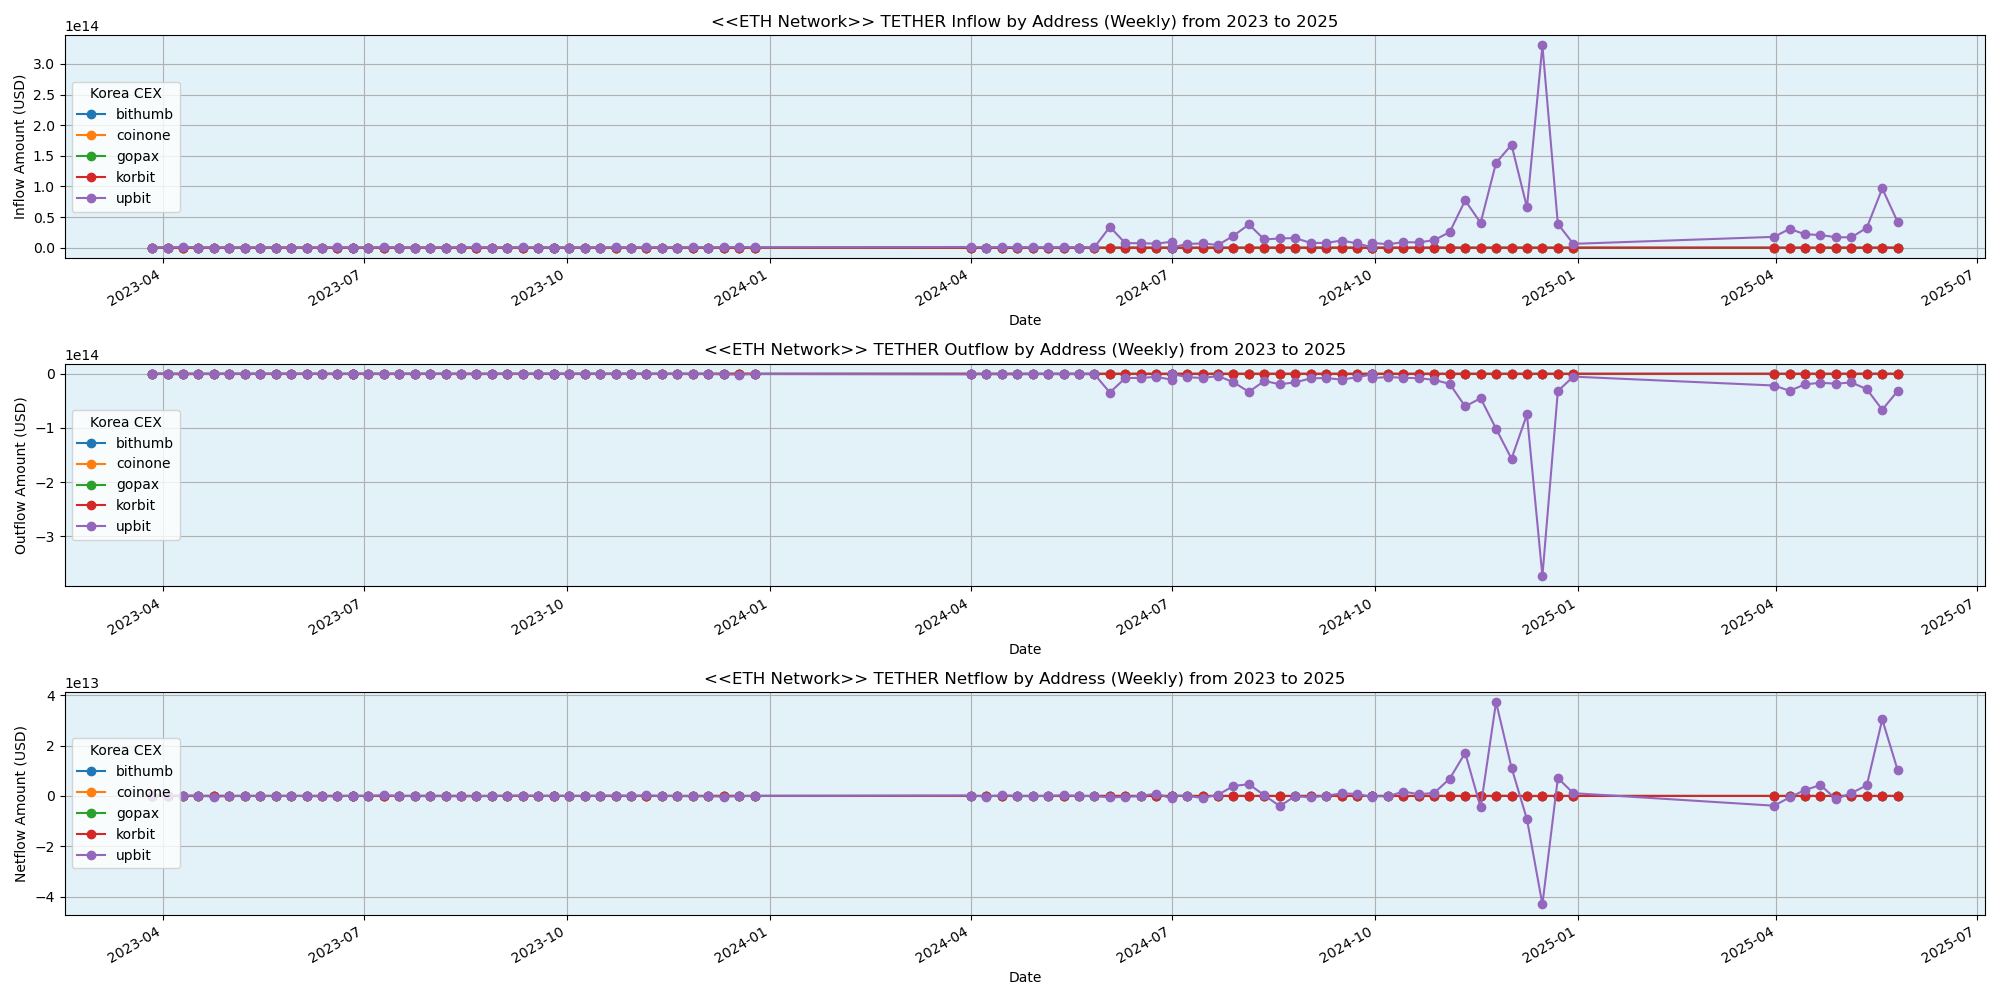 <<ETH Network>> TETHER Inflow by Address (Weekly) from 2023 to 2025
1e14
Inflow Amount (USD)
3.0
2.5
2.0
1.5
1.0
0.5
0.0
Korea CEX
bithumb
coinone
gopax
korbit
upbit
2023-04
2023-07
2023-10
2024-01
2024-04
2024-07
2024-10
2025-01
2025-04
2025-07
Date
<<ETH Network>> TETHER Outflow by Address (Weekly) from 2023 to 2025
1e14
Outflow Amount (USD)
0
−1
−2
−3
Korea CEX
bithumb
coinone
gopax
korbit
upbit
2023-04
2023-07
2023-10
2024-01
2024-04
2024-07
2024-10
2025-01
2025-04
2025-07
Date
<<ETH Network>> TETHER Netflow by Address (Weekly) from 2023 to 2025
1e13
Netflow Amount (USD)
4
2
0
−2
−4
Korea CEX
bithumb
coinone
gopax
korbit
upbit
2023-04
2023-07
2023-10
2024-01
2024-04
2024-07
2024-10
2025-01
2025-04
2025-07
Date